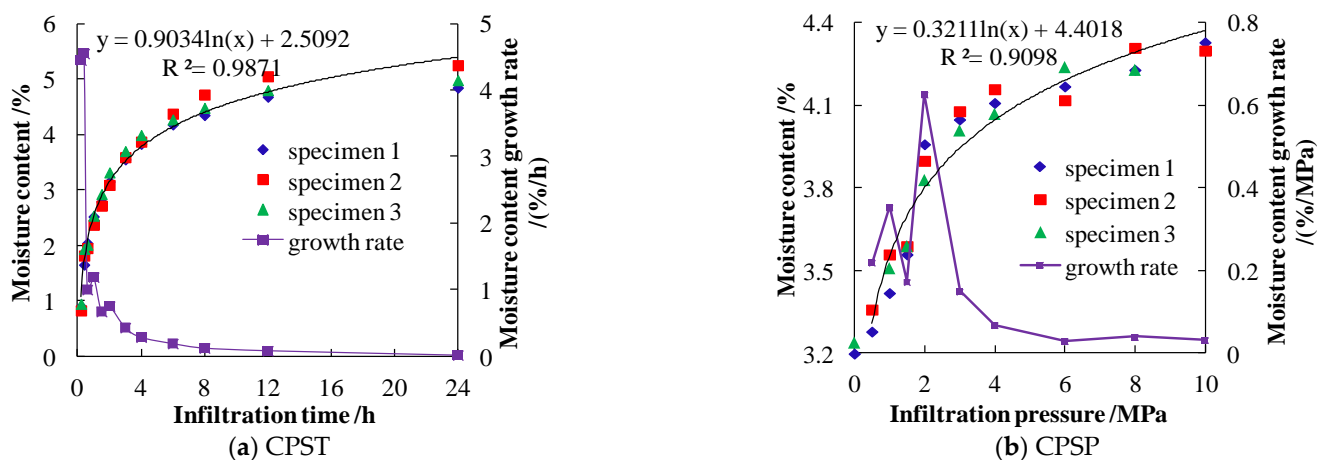 y = 0.9034ln(x) + 2.5092
R ²= 0.9871
Moisture content /%
6
5
4
3
2
1
0
5
4
3
2
1
0
Moisture content growth rate
/(%/h)
specimen 1
specimen 2
specimen 3
growth rate
0 4 8 12 16 20 24
Infiltration time /h
(a) CPST
y = 0.3211ln(x) + 4.4018
R ²= 0.9098
Moisture content /%
4.4
4.1
3.8
3.5
3.2
0.8
0.6
0.4
0.2
0
Moisture content growth rate
/(%/MPa)
specimen 1
specimen 2
specimen 3
growth rate
0 2 4 6 8 10
Infiltration pressure /MPa
(b) CPSP